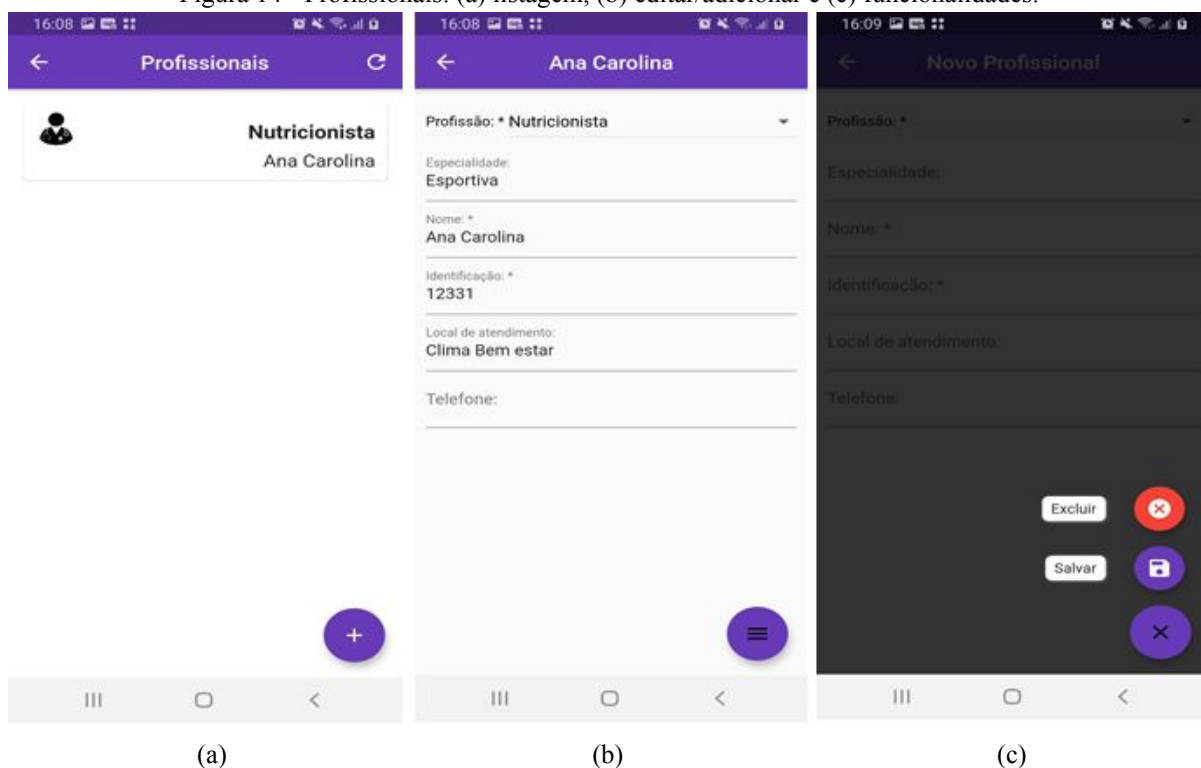 Figura 14 - Profissionais: (a) listagem, (b) editar/adicionar e (c) funcionalidades.
16:08
Profissionais
Nutricionista
Ana Carolina
(a)
16:08
Ana Carolina
Profissão: * Nutricionista
Especialidade:
Esportiva
Nome: *
Ana Carolina
Identificação: *
12331
Local de atendimento:
Clima Bem estar
Telefone:
(b)
16:09
Novo Profissional
Profissão: *
Especialidade:
Nome: *
Identificação: *
Local de atendimento:
Telefone:
Excluir
Salvar
(c)